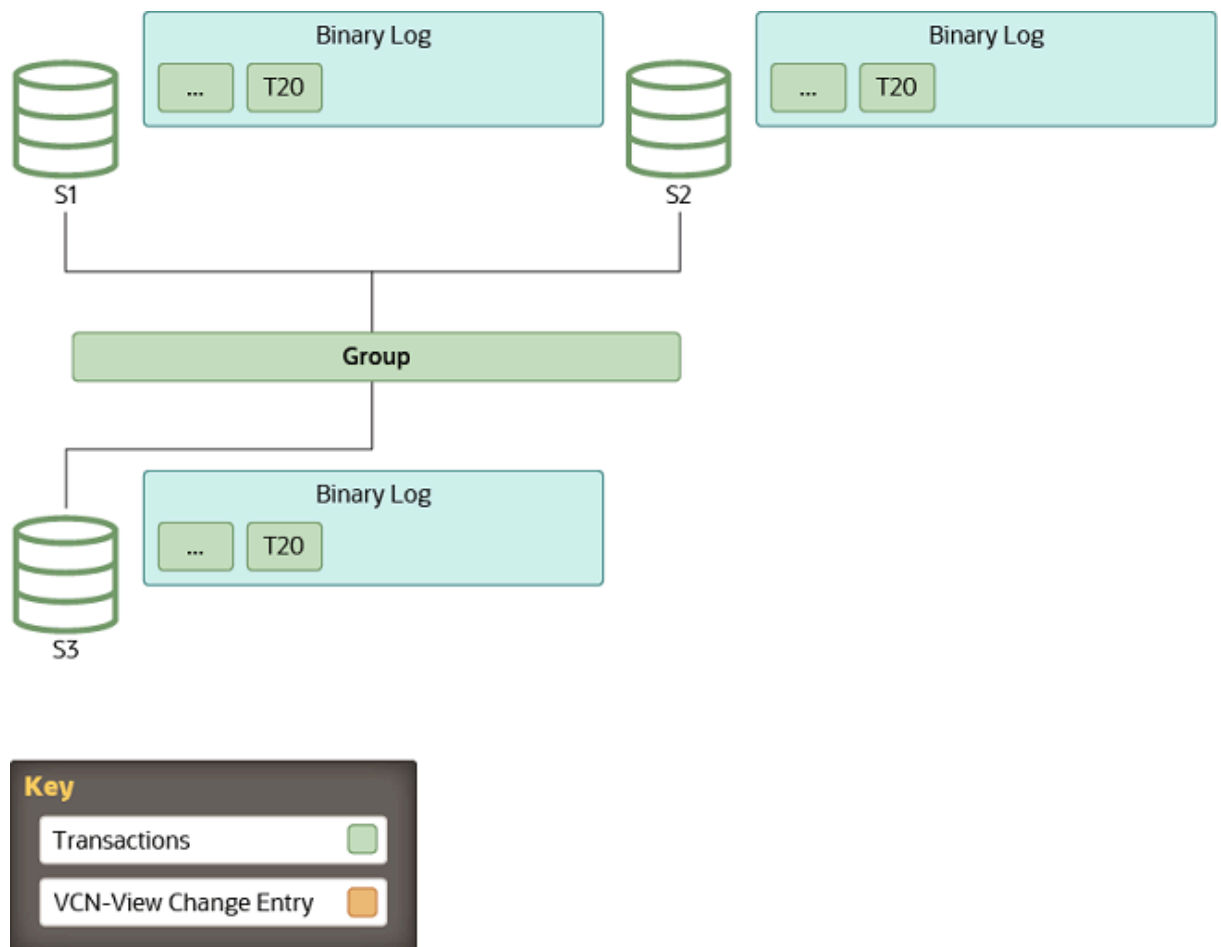 Binary Log
... T20
S1
Binary Log
... T20
S2
Group
Binary Log
... T20
S3
Key
Transactions
VCN-View Change Entry